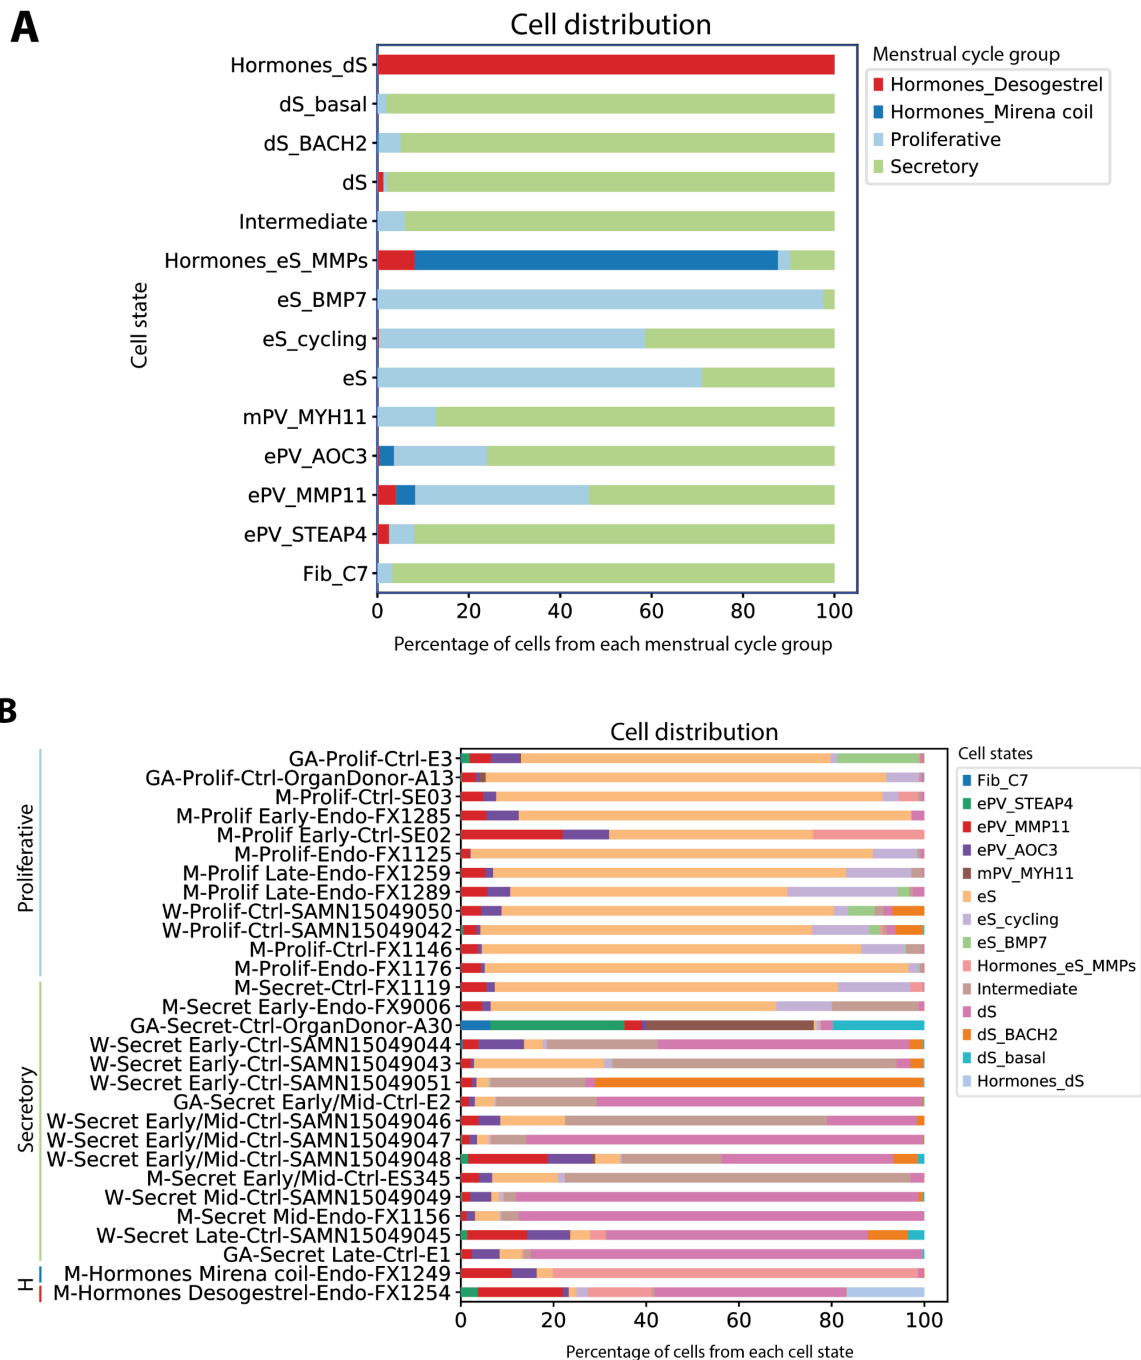 A
Cell distribution
Menstrual cycle group
Hormones_Desogestrel
Hormones_Mirena coil
Proliferative
Secretory
Cell state
Hormones_dS
dS_basal
dS_BACH2
dS
Intermediate
Hormones_eS_MMPs
eS_BMP7
eS_cycling
eS
mPV_MYH11
ePV_AOC3
ePV_MMP11
ePV_STEAP4
Fib_C7
0 20 40 60 80 100
Percentage of cells from each menstrual cycle group
B
Cell distribution
Proliferative
Secretory
H
GA-Prolif-Ctrl-E3
GA-Prolif-Ctrl-OrganDonor-A13
M-Prolif-Ctrl-SE03
M-Prolif Early-Endo-FX1285
M-Prolif Early-Ctrl-SE02
M-Prolif-Endo-FX1125
M-Prolif Late-Endo-FX1259
M-Prolif Late-Endo-FX1289
W-Prolif-Ctrl-SAMN15049050
W-Prolif-Ctrl-SAMN15049042
M-Prolif-Ctrl-FX1146
M-Prolif-Endo-FX1176
M-Secret-Ctrl-FX1119
M-Secret Early-Endo-FX9006
GA-Secret-Ctrl-OrganDonor-A30
W-Secret Early-Ctrl-SAMN15049044
W-Secret Early-Ctrl-SAMN15049043
W-Secret Early-Ctrl-SAMN15049051
GA-Secret Early/Mid-Ctrl-E2
W-Secret Early/Mid-Ctrl-SAMN15049046
W-Secret Early/Mid-Ctrl-SAMN15049047
W-Secret Early/Mid-Ctrl-SAMN15049048
M-Secret Early/Mid-Ctrl-ES345
W-Secret Mid-Ctrl-SAMN15049049
M-Secret Mid-Endo-FX1156
W-Secret Late-Ctrl-SAMN15049045
GA-Secret Late-Ctrl-E1
M-Hormones Mirena coil-Endo-FX1249
M-Hormones Desogestrel-Endo-FX1254
0 20 40 60 80 100
Percentage of cells from each cell state
Cell states
Fib_C7
ePV_STEAP4
ePV_MMP11
ePV_AOC3
mPV_MYH11
eS
eS_cycling
eS_BMP7
Hormones_eS_MMPs
Intermediate
dS
dS_BACH2
dS_basal
Hormones_dS